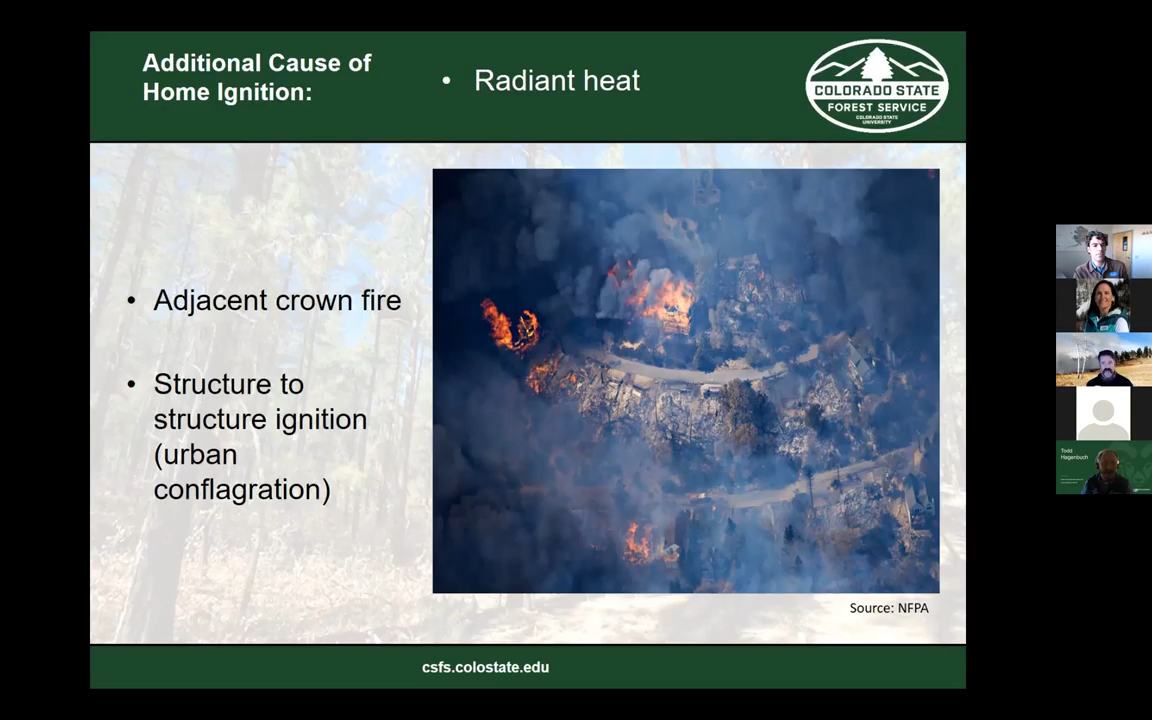 Additional Cause of
Home Ignition:
• Radiant heat
COLORADO STATE
FOREST SERVICE
COLORADO STATE
UNIVERSITY
• Adjacent crown fire
• Structure to
structure ignition
(urban
conflagration)
Source: NFPA
csfs.colostate.edu
Todd
Hagenbuch